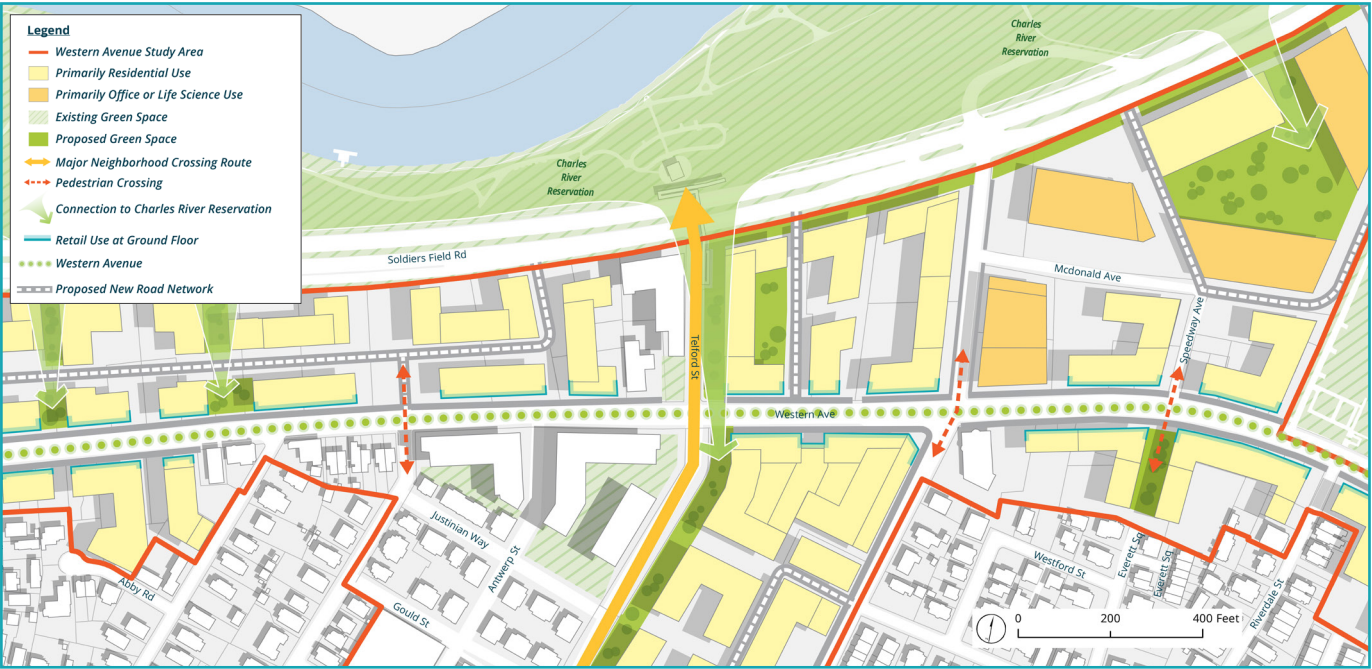 Legend
Western Avenue Study Area
Primarily Residential Use
Primarily Office or Life Science Use
Existing Green Space
Proposed Green Space
Major Neighborhood Crossing Route
Pedestrian Crossing
Connection to Charles River Reservation
Retail Use at Ground Floor
Western Avenue
Proposed New Road Network
Charles
River
Reservation
Charles
River
Reservation
Soldiers Field Rd
Mcdonald Ave
Speedway Ave
Telford St
Western Ave
Justinian Way
Antwerp St
Gould St
Abby Rd
Westford St
Everett Sq
Everett Sq
Riverdale St
0 200 400 Feet